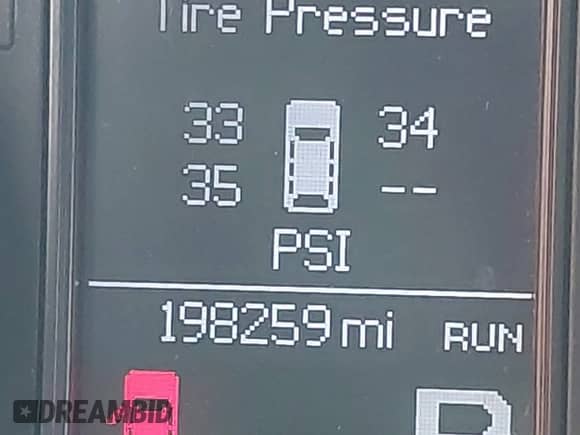 Tire Pressure
33 34
35 --
PSI
198259 mi RUN
DREAMBID